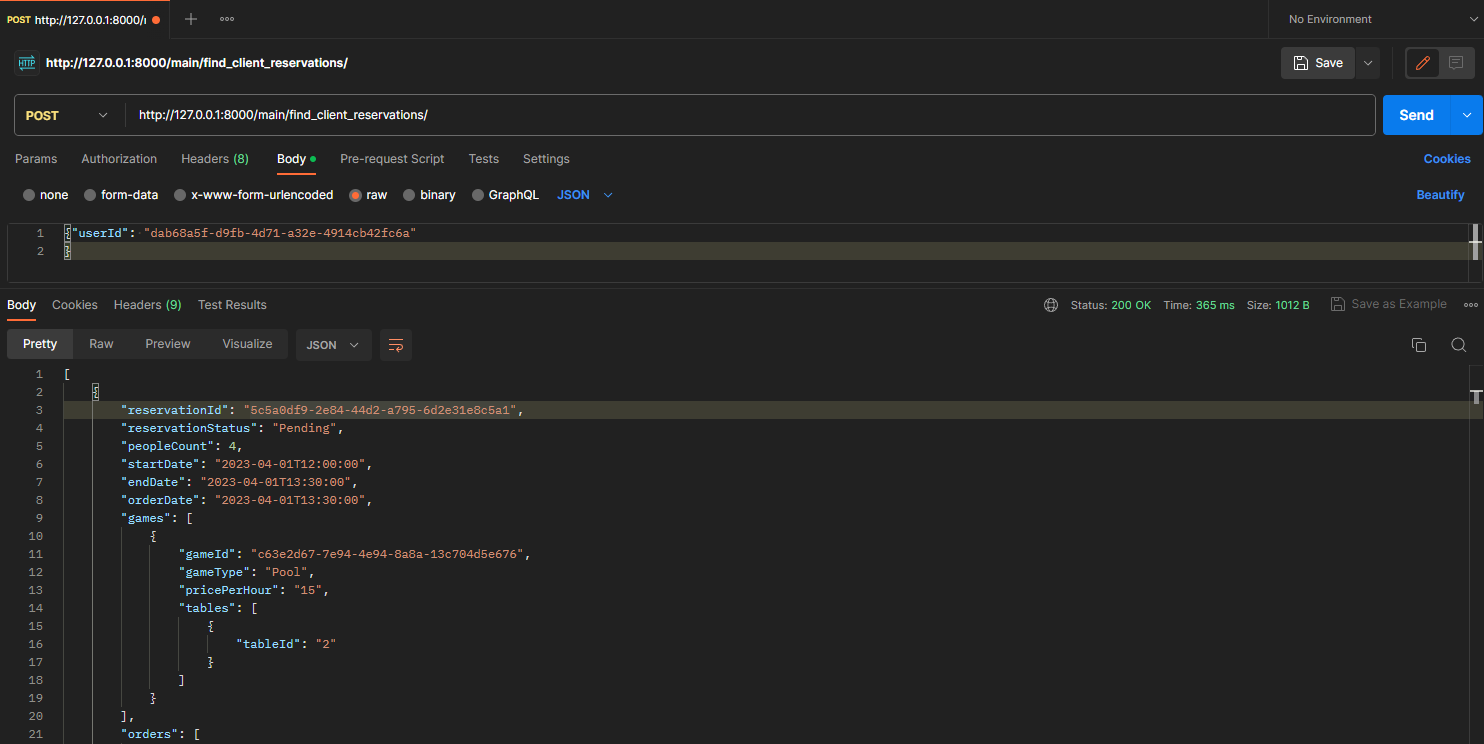 POST http://127.0.0.1:8000/r
No Environment
HTTP http://127.0.0.1:8000/main/find_client_reservations/
Save
POST http://127.0.0.1:8000/main/find_client_reservations/ Send
Params Authorization Headers (8) Body Pre-request Script Tests Settings Cookies
none form-data x-www-form-urlencoded raw binary GraphQL JSON Beautify
1 {"userId": "dab68a5f-d9fb-4d71-a32e-4914cb42fc6a"
2 }
Body Cookies Headers (9) Test Results Status: 200 OK Time: 365 ms Size: 1012 B Save as Example
Pretty Raw Preview Visualize JSON
1 [
2 {
3 "reservationId": "5c5a0df9-2e84-44d2-a795-6d2e31e8c5a1",
4 "reservationStatus": "Pending",
5 "peopleCount": 4,
6 "startDate": "2023-04-01T12:00:00",
7 "endDate": "2023-04-01T13:30:00",
8 "orderDate": "2023-04-01T13:30:00",
9 "games": [
10 {
11 "gameId": "c63e2d67-7e94-4e94-8a8a-13c704d5e676",
12 "gameType": "Pool",
13 "pricePerHour": "15",
14 "tables": [
15 {
16 "tableId": "2"
17 }
18 ]
19 }
20 ],
21 "orders": [